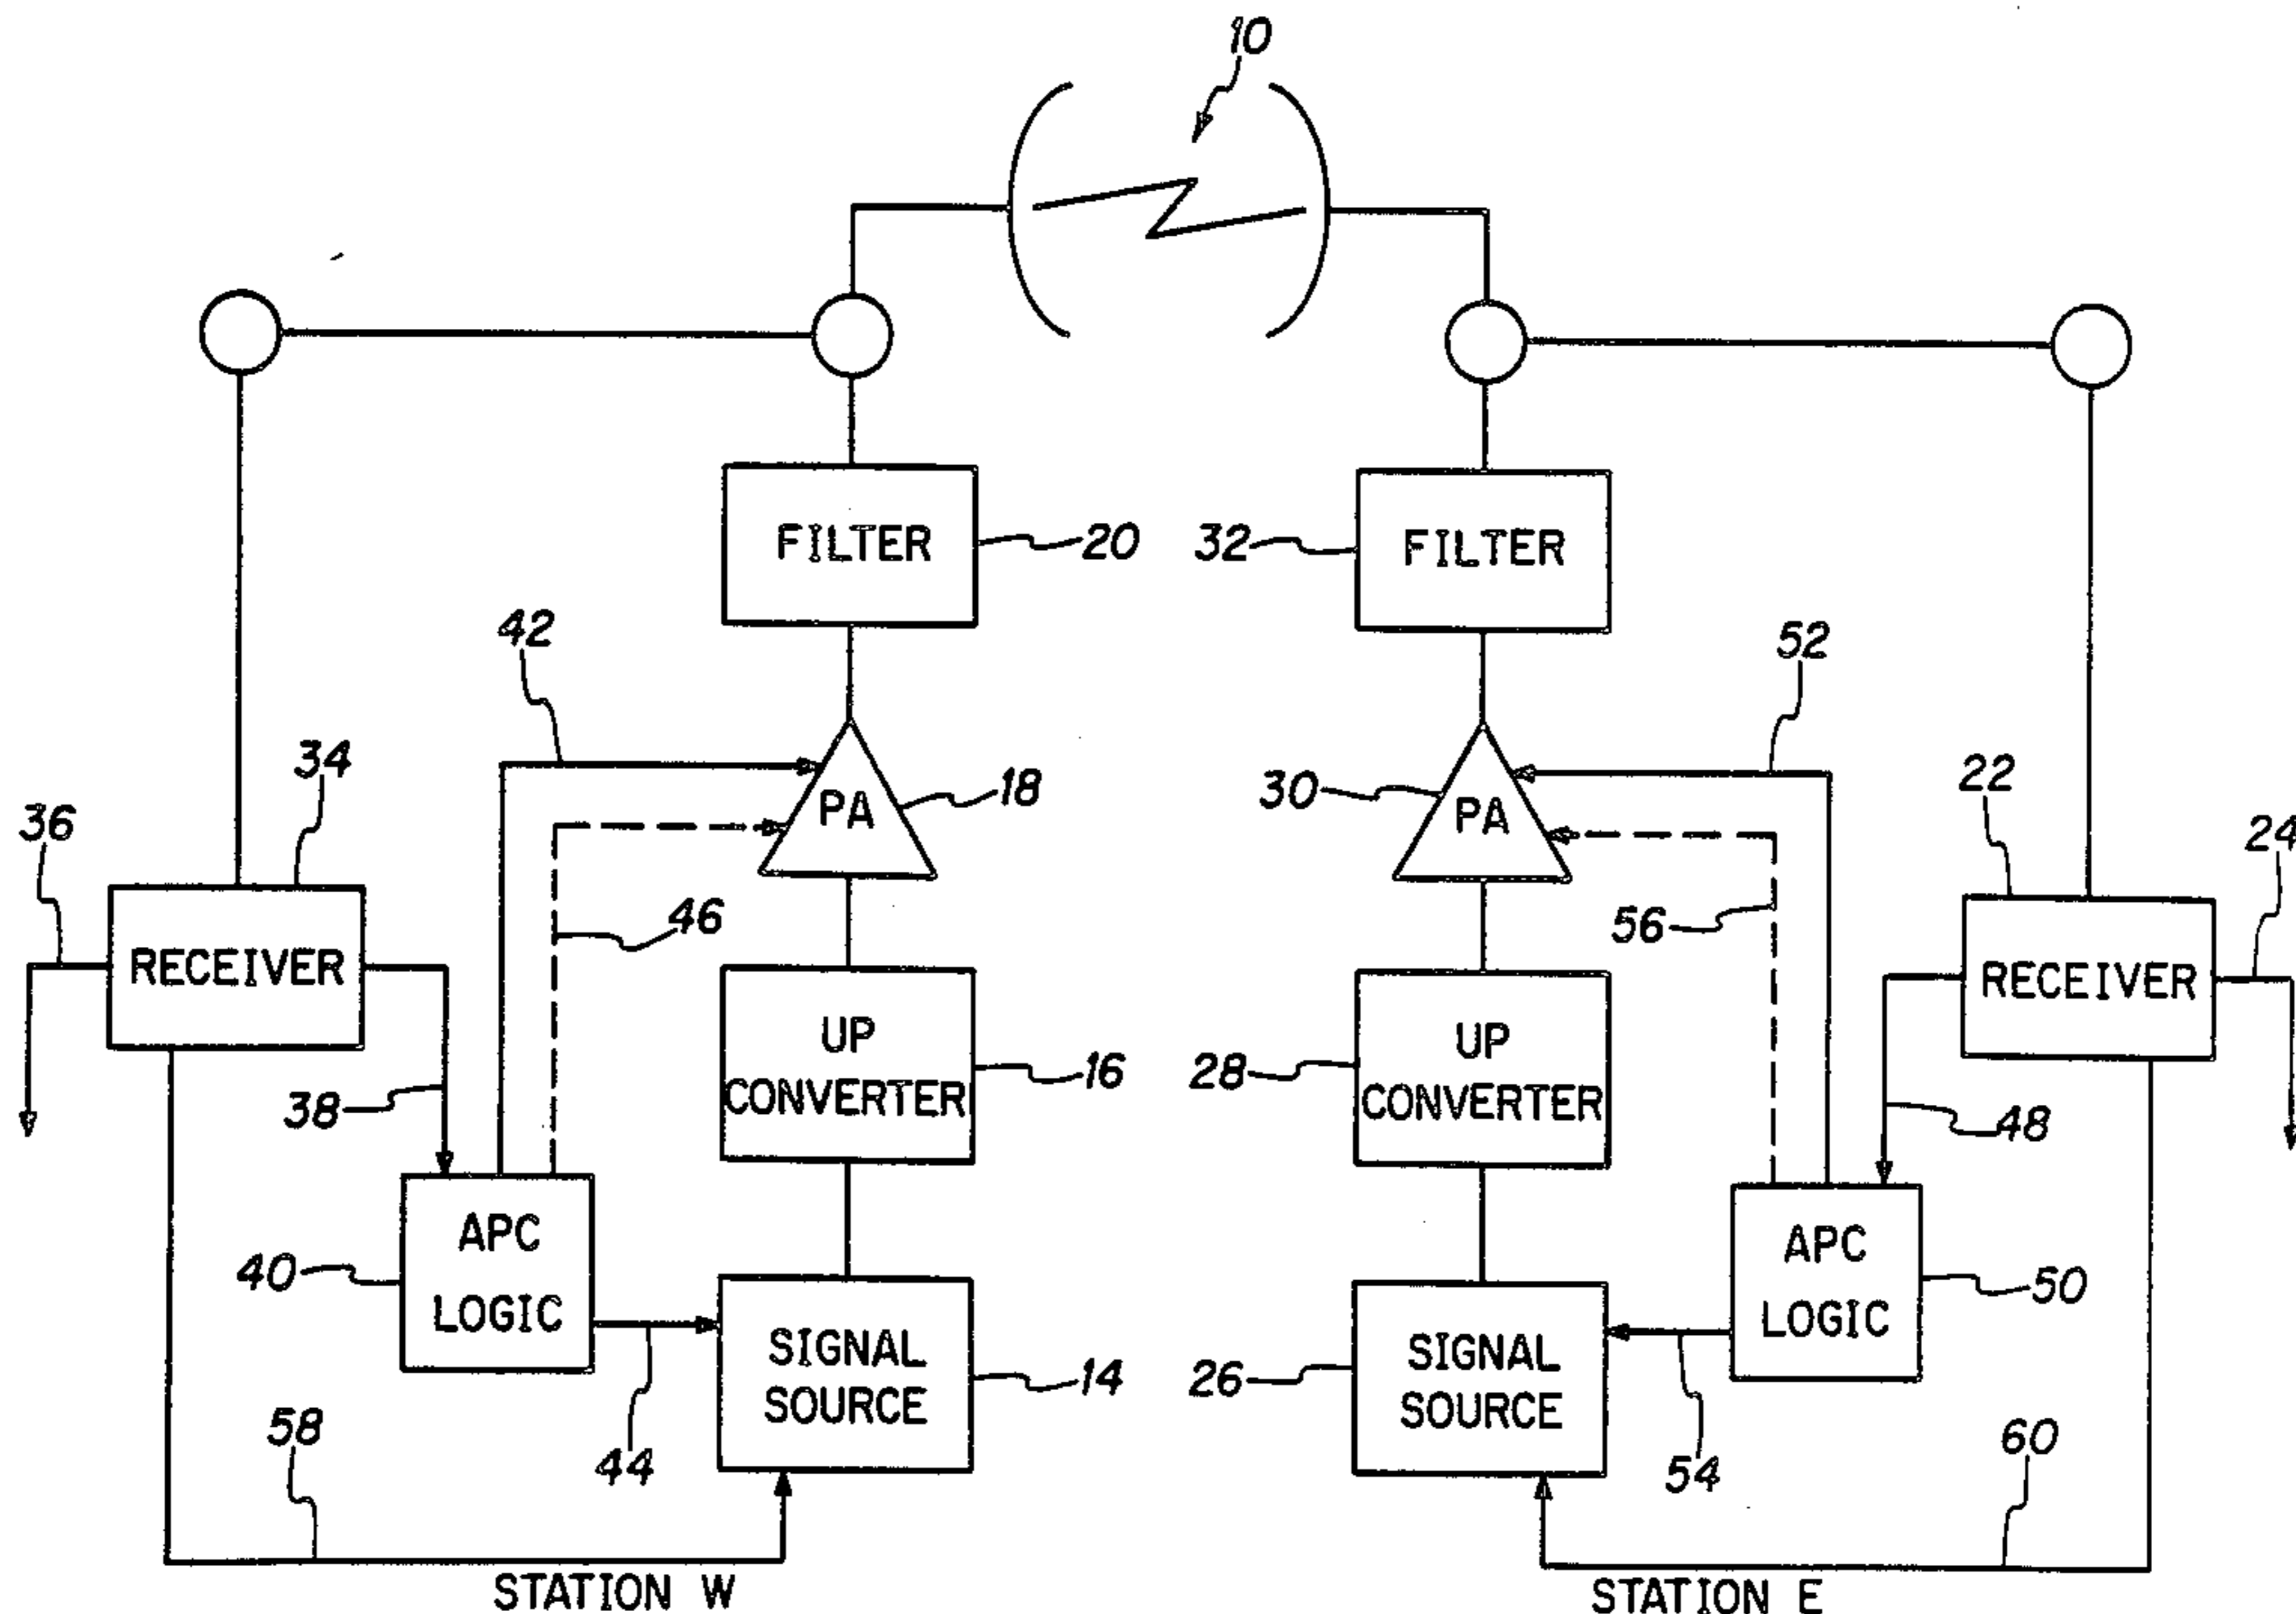 10
FILTER
20
32
FILTER
42
52
34
PA
18
30
PA
22
36
24
46
56
RECEIVER
RECEIVER
UP
CONVERTER
16
28
UP
CONVERTER
38
48
APC
LOGIC
40
APC
LOGIC
50
SIGNAL
SOURCE
14
26
SIGNAL
SOURCE
58
44
54
60
STATION W
STATION E